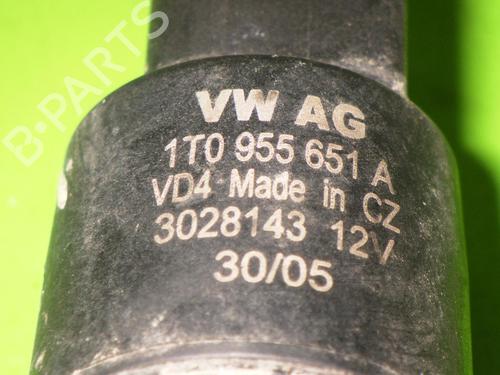 B-PARTS
VW AG
1T0 955 651 A
VD4 Made in CZ
3028143 12V
30/05